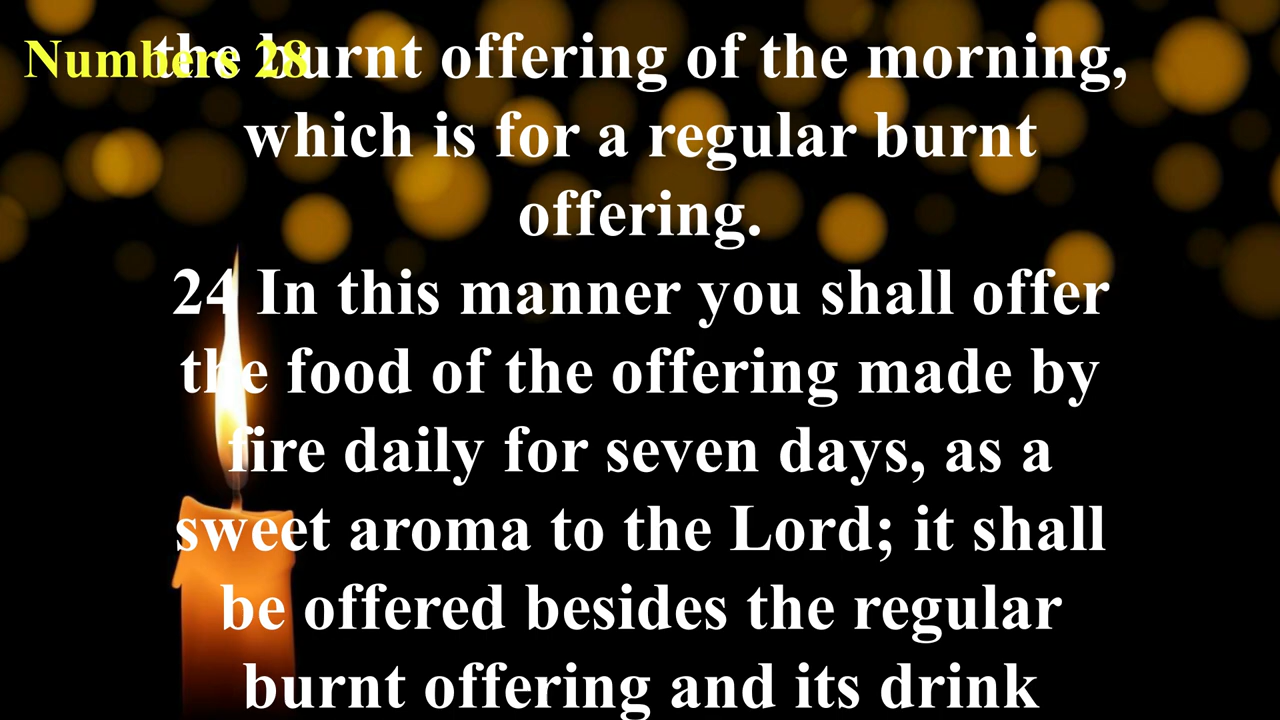 Numbers 28
the burnt offering of the morning,
which is for a regular burnt
offering.
24 In this manner you shall offer
the food of the offering made by
fire daily for seven days, as a
sweet aroma to the Lord; it shall
be offered besides the regular
burnt offering and its drink